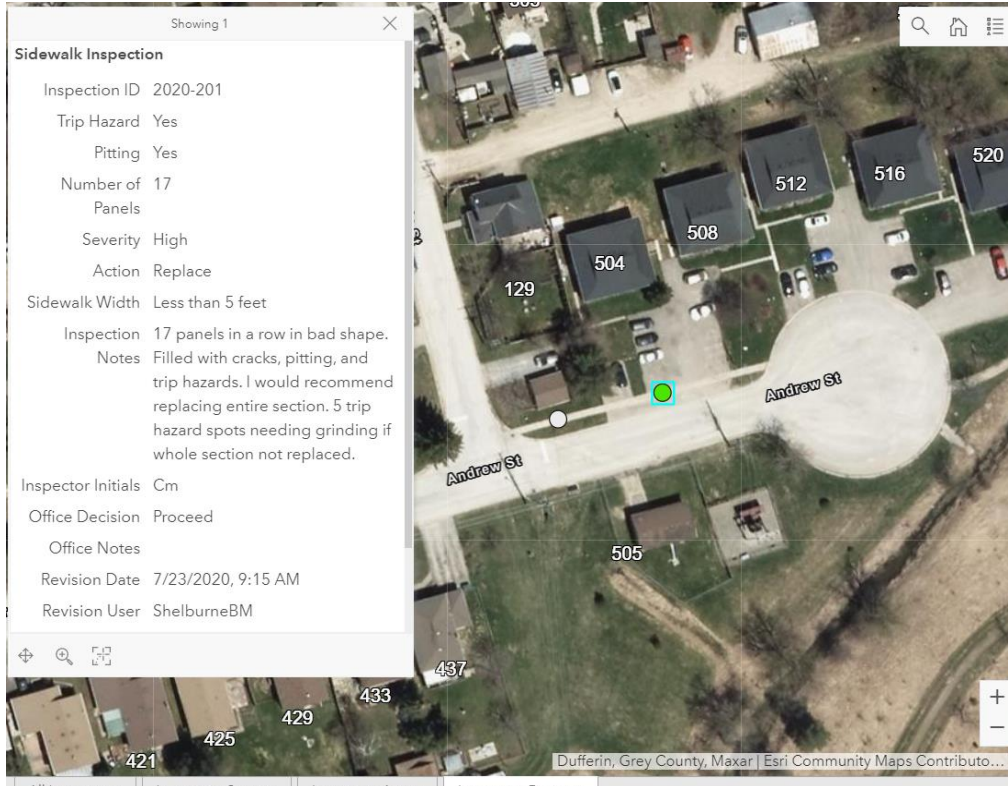 Showing 1
Sidewalk Inspection
Inspection ID 2020-201
Trip Hazard Yes
Pitting Yes
Number of 17
Panels
Severity High
Action Replace
Sidewalk Width Less than 5 feet
Inspection 17 panels in a row in bad shape.
Notes Filled with cracks, pitting, and
trip hazards. I would recommend
replacing entire section. 5 trip
hazard spots needing grinding if
whole section not replaced.
Inspector Initials Cm
Office Decision Proceed
Office Notes
Revision Date 7/23/2020, 9:15 AM
Revision User ShelburneBM
520
516
512
508
504
129
Andrew St
Andrew St
505
437
433
429
425
421
Dufferin, Grey County, Maxar | Esri Community Maps Contributo...